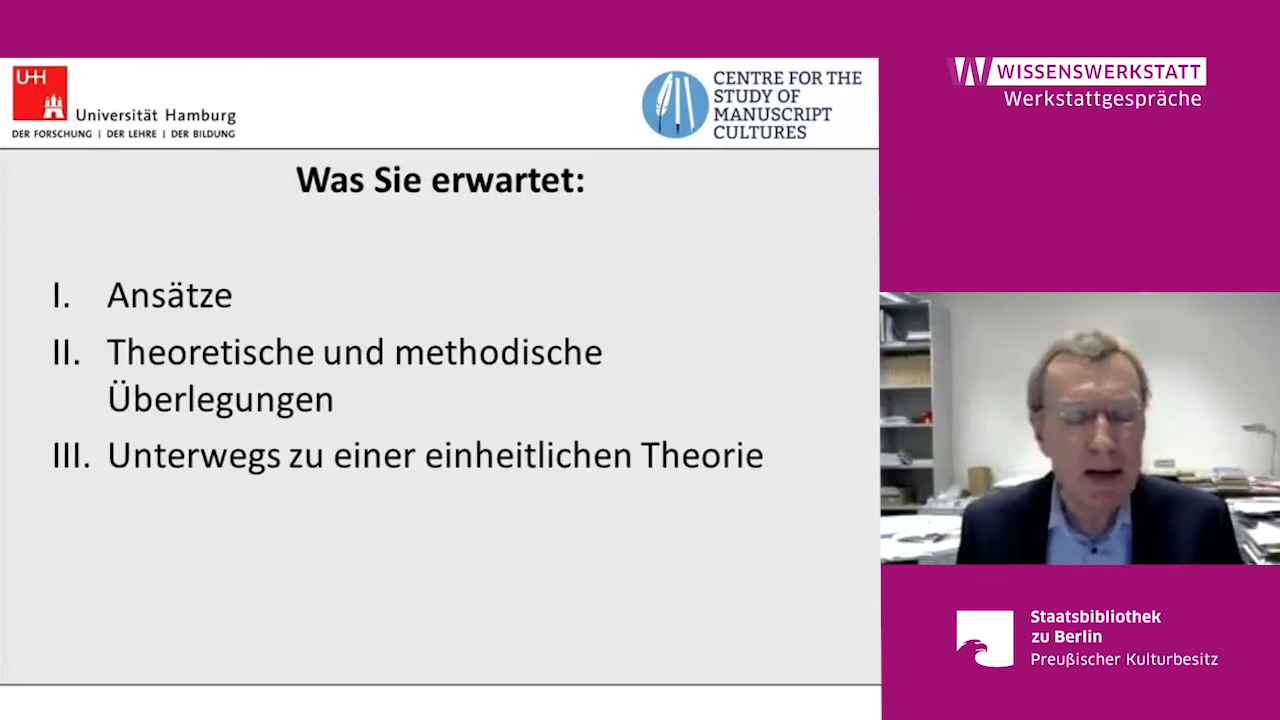 UHH
Universität Hamburg
DER FORSCHUNG | DER LEHRE | DER BILDUNG
CENTRE FOR THE
STUDY OF
MANUSCRIPT
CULTURES
Was Sie erwartet:
I. Ansätze
II. Theoretische und methodische
Überlegungen
III. Unterwegs zu einer einheitlichen Theorie
W WISSENSWERKSTATT
Werkstattgespräche
Staatsbibliothek
zu Berlin
Preußischer Kulturbesitz